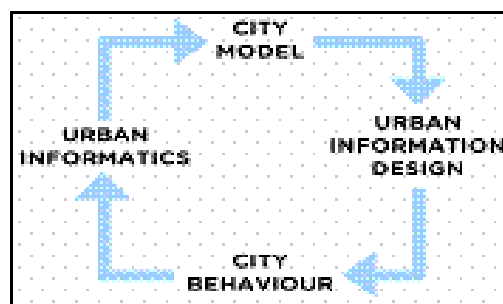 CITY
MODEL
URBAN
INFORMATION
DESIGN
URBAN
INFORMATICS
CITY
BEHAVIOUR